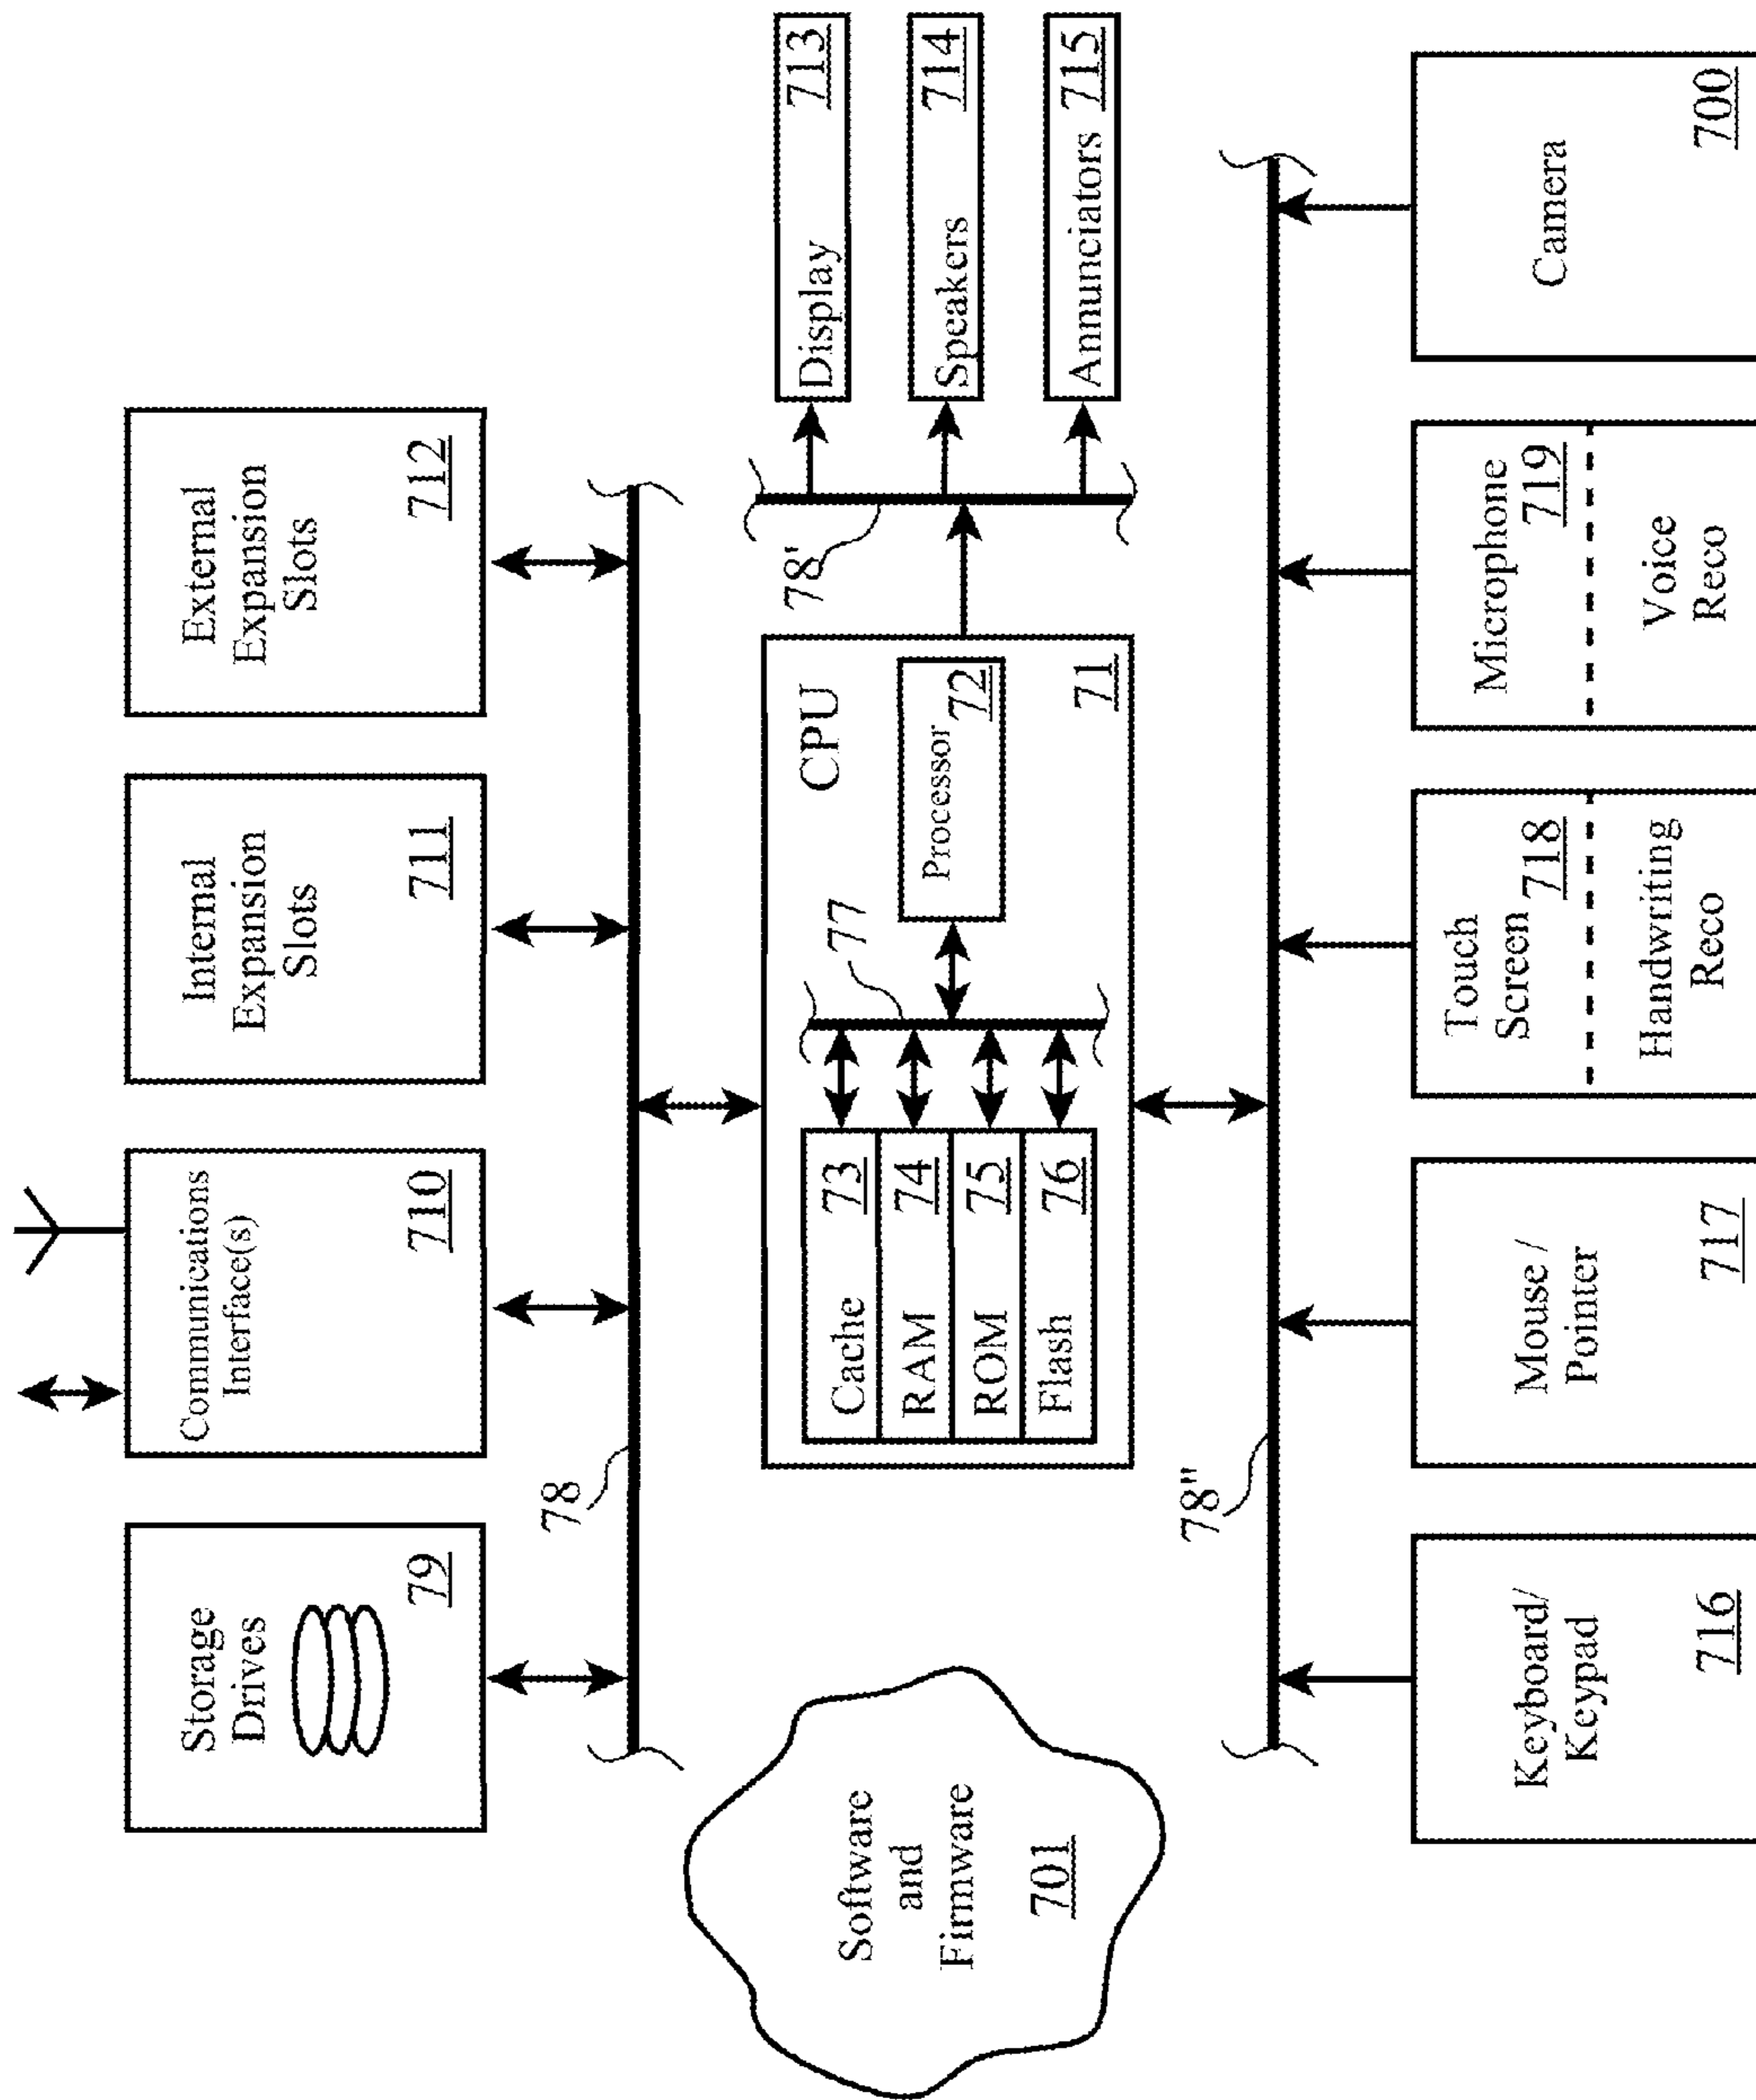 Storage
Drives
79
Communications
Interface(s)
710
Internal
Expansion
Slots
711
External
Expansion
Slots
712
78
Software
and
Firmware
701
CPU
Cache 73
RAM 74
ROM 75
Flash 76
77
Processor
72
71
78'
Display 713
Speakers 714
Annunciators 715
78"
Keyboard/
Keypad
716
Mouse /
Pointer
717
Touch
Screen 718
Handwriting
Reco
Microphone
719
Voice
Reco
Camera
700